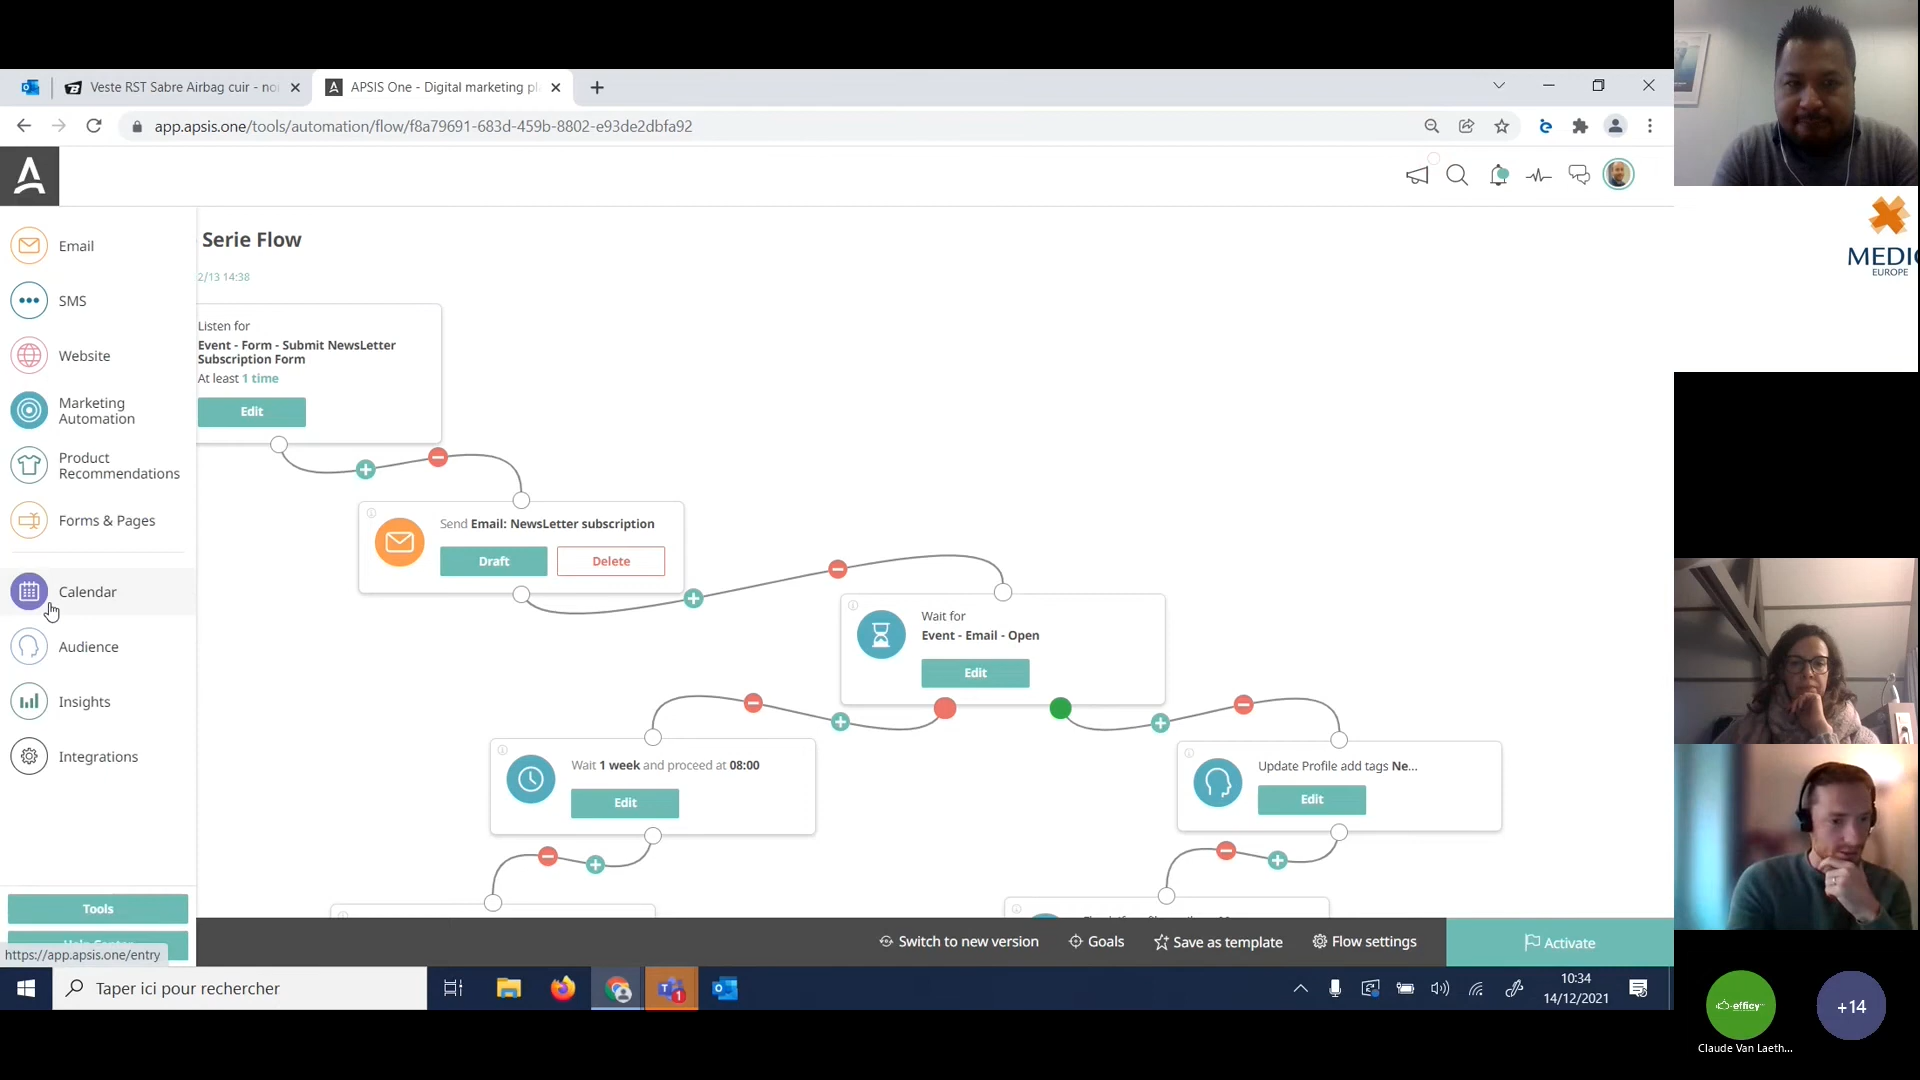 Veste RST Sabre Airbag cuir - noi
APSIS One - Digital marketing pl
app.apsis.one/tools/automation/flow/f8a79691-683d-459b-8802-e93de2dbfa92
Email
SMS
Website
Marketing
Automation
Product
Recommendations
Forms & Pages
Calendar
Audience
Insights
Integrations
Tools
https://app.apsis.one/entry
Serie Flow
2/13 14:38
Listen for
Event - Form - Submit NewsLetter
Subscription Form
At least 1 time
Edit
Send Email: NewsLetter subscription
Draft
Delete
Wait for
Event - Email - Open
Edit
Wait 1 week and proceed at 08:00
Edit
Update Profile add tags Ne...
Edit
Switch to new version
Goals
Save as template
Flow settings
Activate
Taper ici pour rechercher
1
10:34
14/12/2021
MEDI
EUROPE
efficy
Claude Van Laeth...
+14